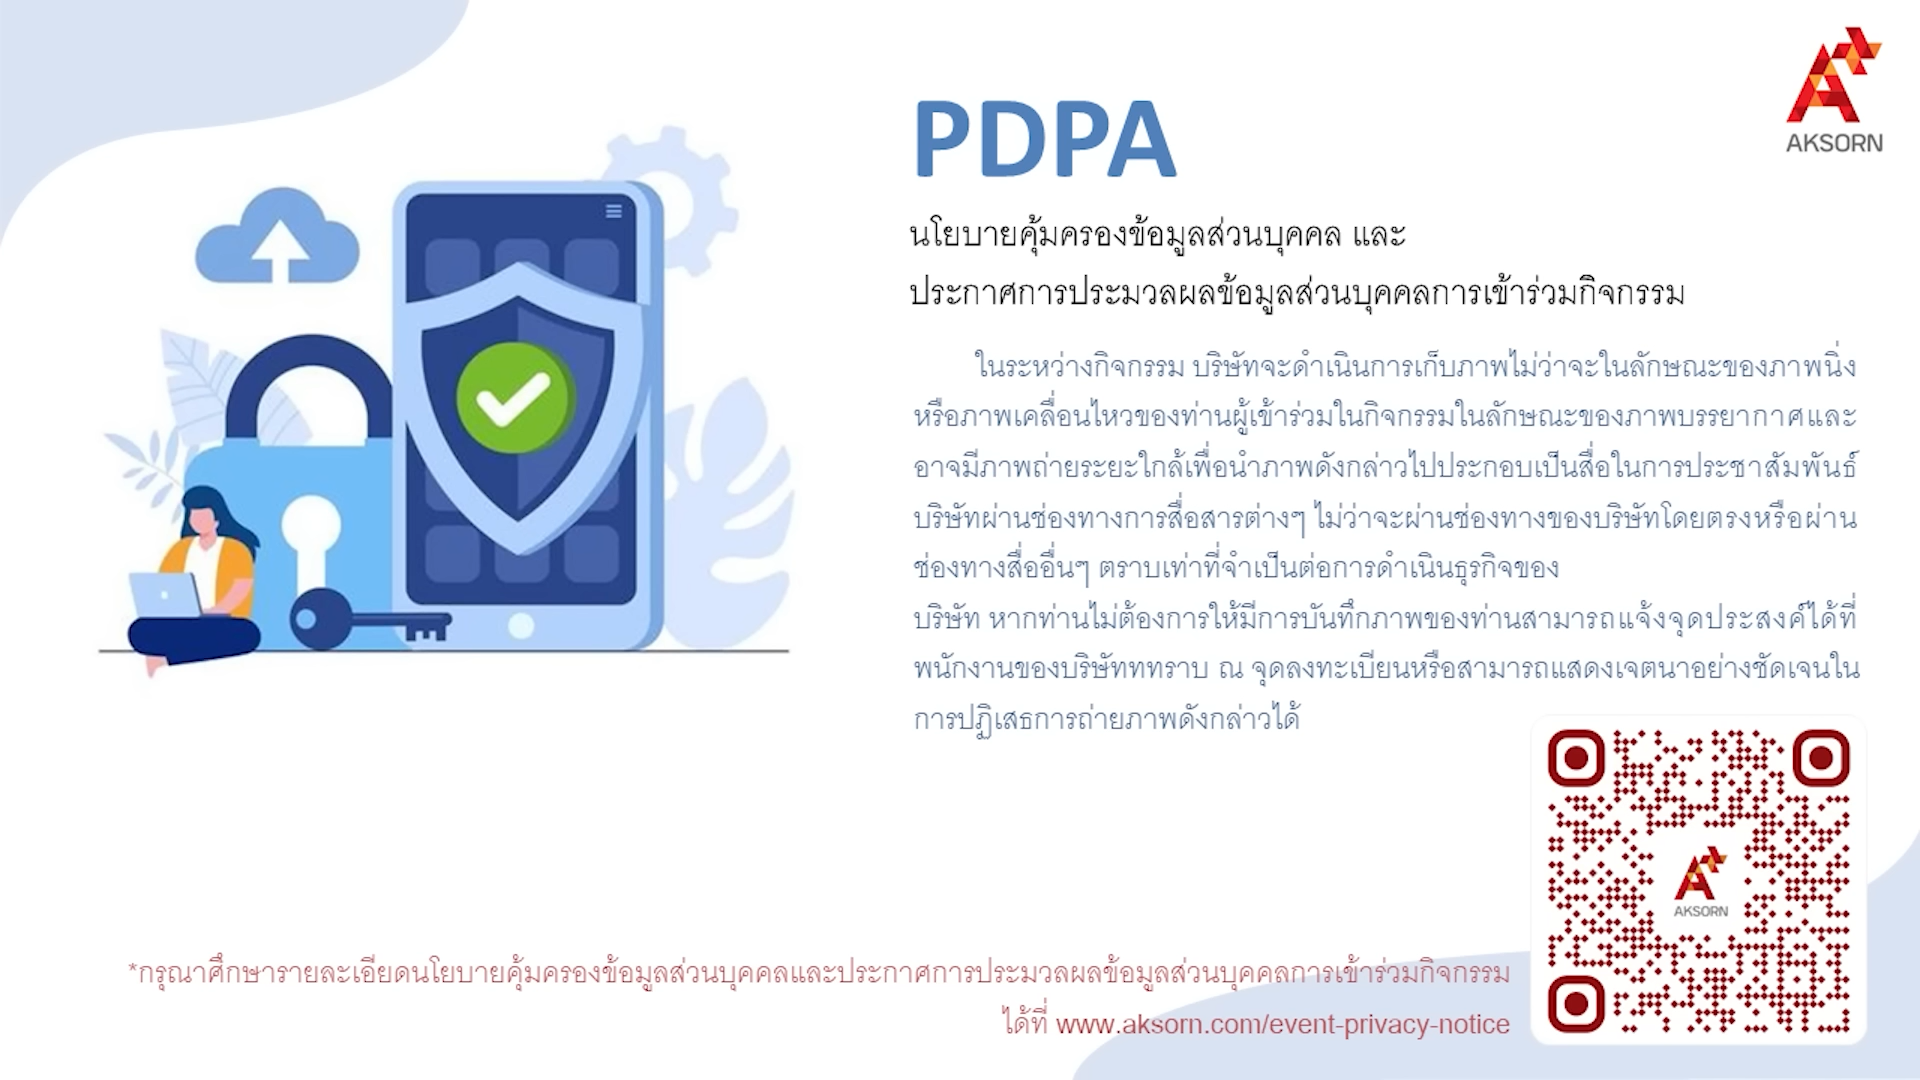 AKSORN
PDPA
นโยบายคุ้มครองข้อมูลส่วนบุคคล และ
ประกาศการประมวลผลข้อมูลส่วนบุคคลการเข้าร่วมกิจกรรม
ในระหว่างกิจกรรม บริษัทจะดำเนินการเก็บภาพไม่ว่าจะในลักษณะของภาพนิ่ง
หรือภาพเคลื่อนไหวของท่านผู้เข้าร่วมในกิจกรรมในลักษณะของภาพบรรยากาศและ
อาจมีภาพถ่ายระยะใกล้เพื่อนำภาพดังกล่าวไปประกอบเป็นสื่อในการประชาสัมพันธ์
บริษัทผ่านช่องทางการสื่อสารต่างๆ ไม่ว่าจะผ่านช่องทางของบริษัทโดยตรงหรือผ่าน
ช่องทางสื่ออื่นๆ ตราบเท่าที่จำเป็นต่อการดำเนินธุรกิจของ
บริษัท หากท่านไม่ต้องการให้มีการบันทึกภาพของท่านสามารถแจ้งจุดประสงค์ได้ที่
พนักงานของบริษัททราบ ณ จุดลงทะเบียนหรือสามารถแสดงเจตนาอย่างชัดเจนใน
การปฏิเสธการถ่ายภาพดังกล่าวได้
AKSORN
*กรุณาศึกษารายละเอียดนโยบายคุ้มครองข้อมูลส่วนบุคคลและประกาศการประมวลผลข้อมูลส่วนบุคคลการเข้าร่วมกิจกรรม
ได้ที่ www.aksorn.com/event-privacy-notice